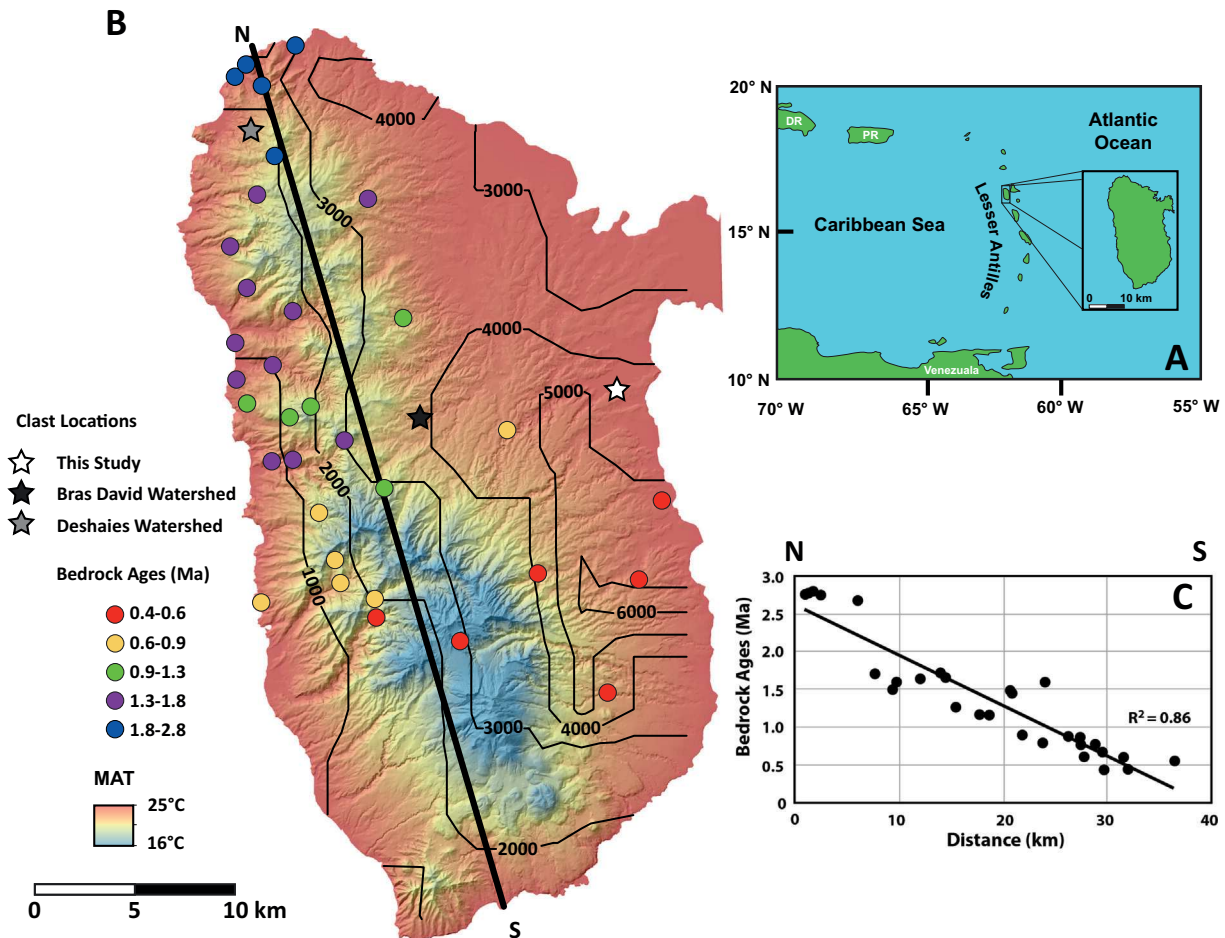 B
N
4000
3000
3000
4000
5000
2000
1000
6000
3000
4000
2000
S
Clast Locations
This Study
Bras David Watershed
Deshaies Watershed
Bedrock Ages (Ma)
0.4-0.6
0.6-0.9
0.9-1.3
1.3-1.8
1.8-2.8
MAT
25°C
16°C
0 5 10 km
20° N
15° N
10° N
70° W 65° W 60° W 55° W
DR
PR
Atlantic
Ocean
Caribbean Sea
Lesser Antilles
0 10 km
Venezuala
A
N S
C
3.0
2.5
2.0
1.5
1.0
0.5
0
Bedrock Ages (Ma)
R² = 0.86
0 10 20 30 40
Distance (km)